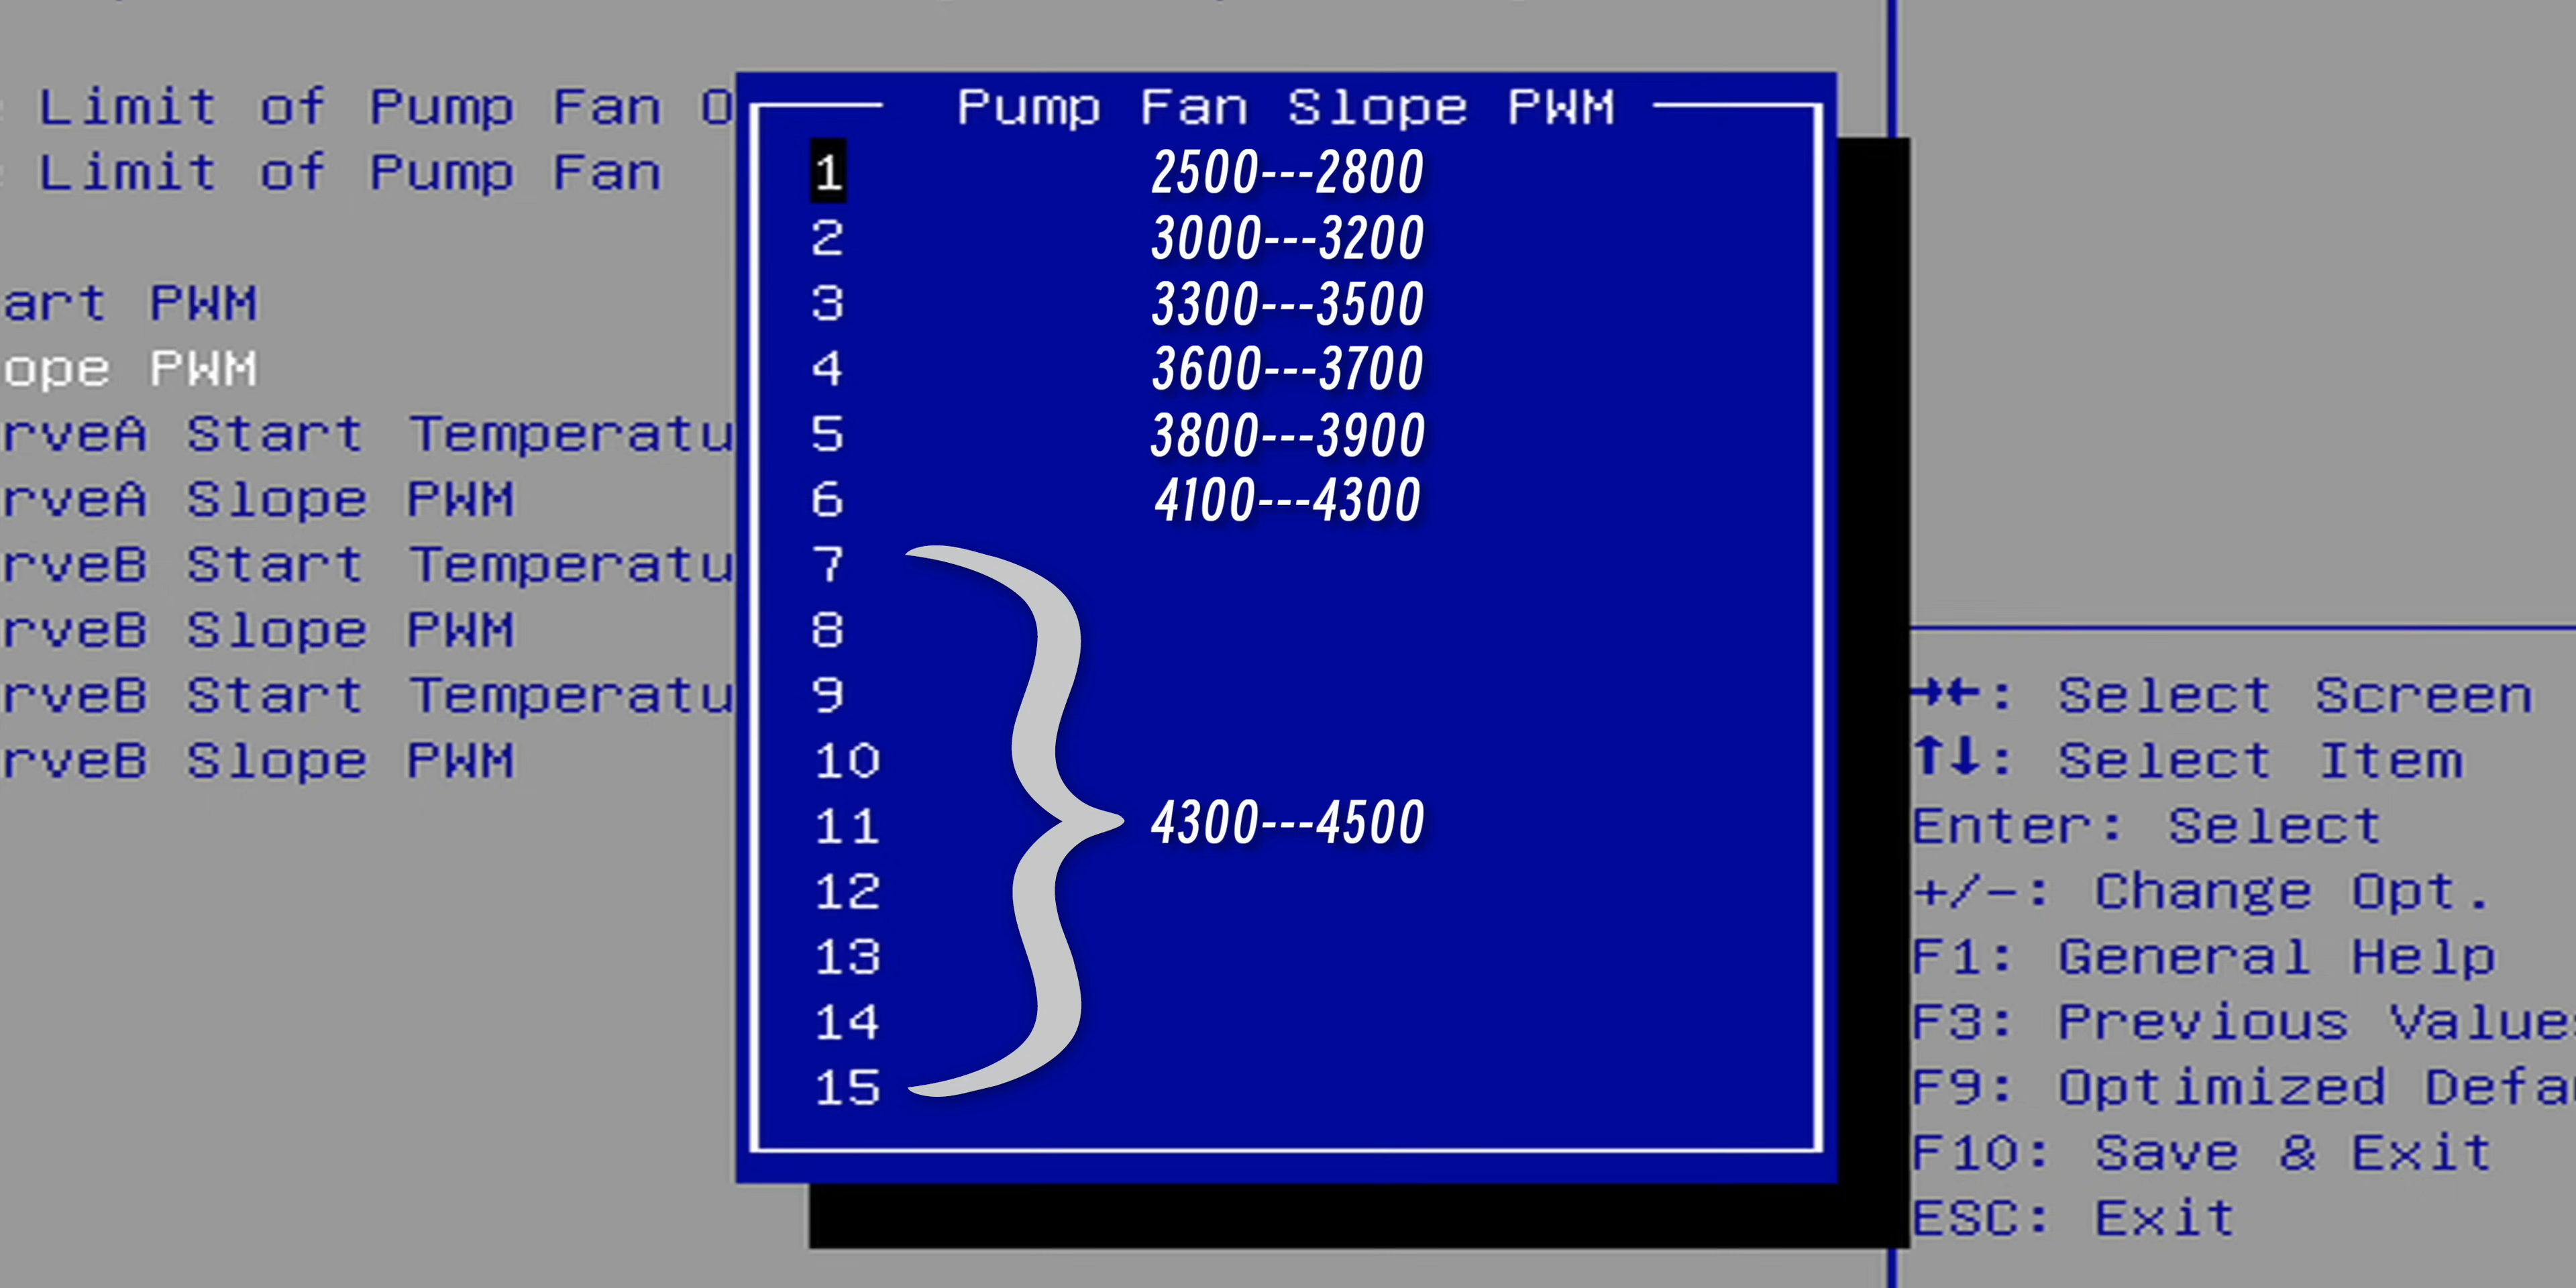 Limit of Pump Fan O
Limit of Pump Fan
art PWM
ope PWM
rveA Start Temperatu
rveA Slope PWM
rveB Start Temperatu
rveB Slope PWM
rveB Start Temperatu
rveB Slope PWM
Pump Fan Slope PWM
1 2500---2800
2 3000---3200
3 3300---3500
4 3600---3700
5 3800---3900
6 4100---4300
7
8
9
10
11 4300---4500
12
13
14
15
→←: Select Screen
↑↓: Select Item
Enter: Select
+/-: Change Opt.
F1: General Help
F3: Previous Values
F9: Optimized Defa
F10: Save & Exit
ESC: Exit